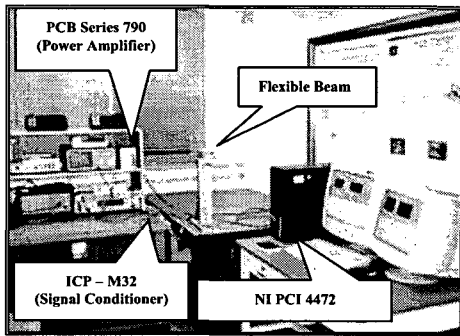 PCB Series 790
(Power Amplifier)
Flexible Beam
ICP – M32
(Signal Conditioner)
NI PCI 4472